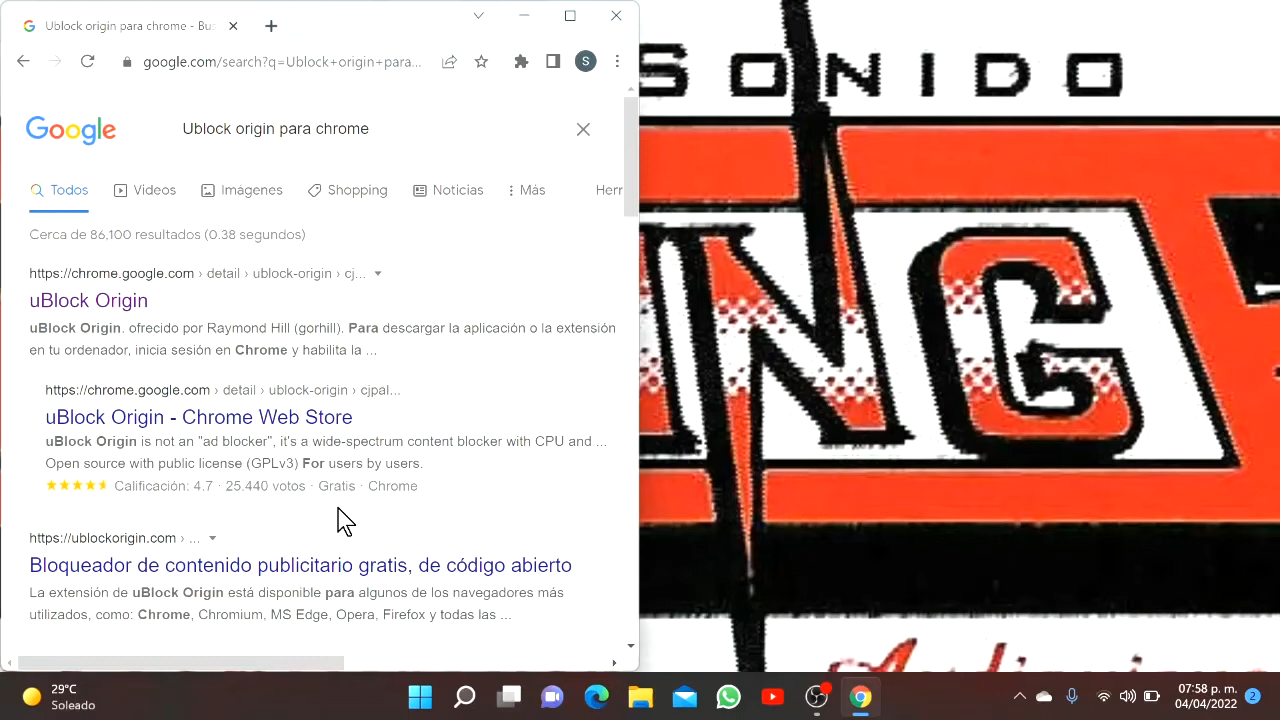 Ublock origin para chrome - Bus
google.com/search?q=Ublock+origin+para...
S
Google
Ublock origin para chrome
Todos
Videos
Imágenes
Shopping
Noticias
Más
Herr
Cerca de 86,100 resultados (0.38 segundos)
https://chrome.google.com › detail › ublock-origin › cj...
uBlock Origin
uBlock Origin. ofrecido por Raymond Hill (gorhill Para descargar la aplicación o la extensión
en tu ordenador, inicia sesión en Chrome y habilita la ...
https://chrome.google.com › detail › ublock-origin › cjpal...
uBlock Origin - Chrome Web Store
uBlock Origin is not an "ad blocker", it's a wide-spectrum content blocker with CPU and ...
Open source with public license (GPLv3) For users by users.
Calificación: 4.7 · 25.440 votos · Gratis · Chrome
https://ublockorigin.com › ...
Bloqueador de contenido publicitario gratis, de código abierto
La extensión de uBlock Origin está disponible para algunos de los navegadores más
utilizados, como: Chrome, Chromium, MS Edge, Opera, Firefox y todas las ...
SONIDO
NG
29°C
Soleado
07:58 p. m.
04/04/2022
2